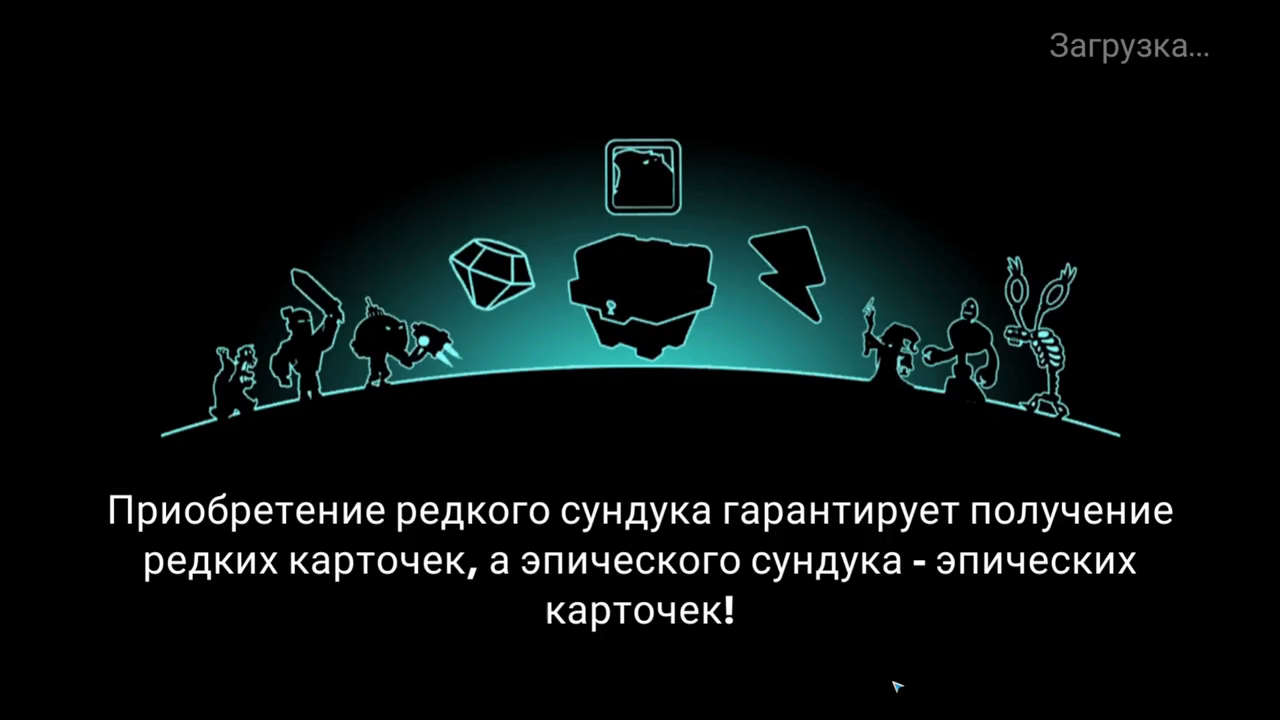 Загрузка...
Приобретение редкого сундука гарантирует получение
редких карточек, а эпического сундука - эпических
карточек!